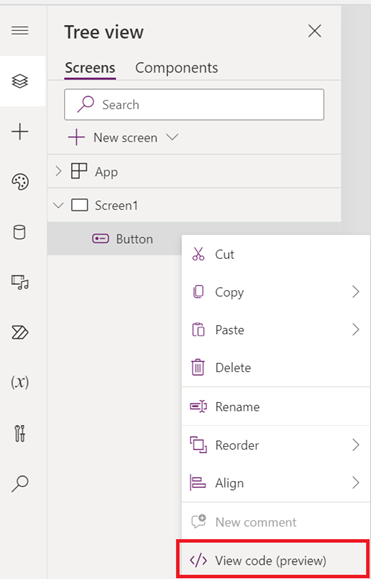 Tree view
Screens Components
Search
New screen
App
Screen1
Button
Cut
Copy
Paste
Delete
Rename
Reorder
Align
New comment
View code (preview)
(x)